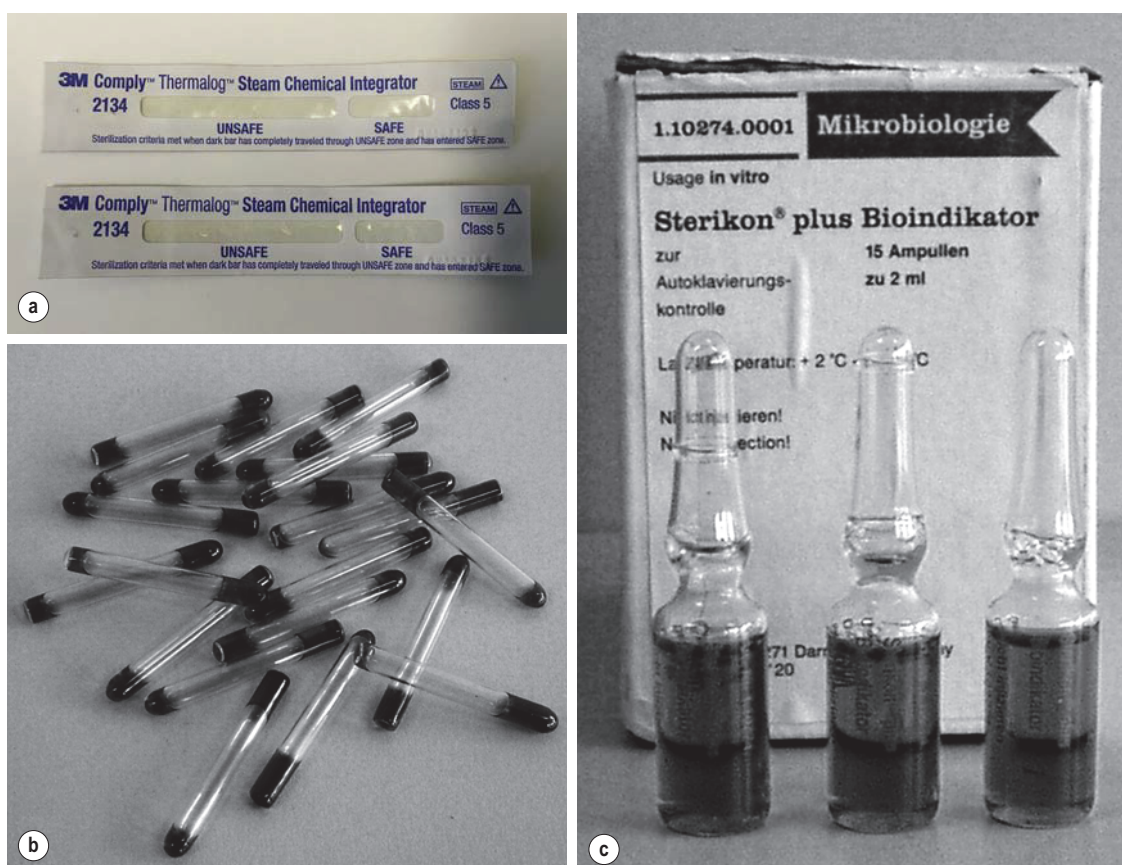 3M Comply™ Thermalog™ Steam Chemical Integrator
STEAM
2134
Class 5
UNSAFE SAFE
Sterilization criteria met when dark bar has completely traveled through UNSAFE zone and has entered SAFE zone.
3M Comply™ Thermalog™ Steam Chemical Integrator
STEAM
2134
Class 5
UNSAFE SAFE
Sterilization criteria met when dark bar has completely traveled through UNSAFE zone and has entered SAFE zone.
a
b
1.10274.0001 Mikrobiologie
Usage in vitro
Sterikon® plus Bioindikator
zur 15 Ampullen
Autoklavierungs- zu 2 ml
kontrolle
+ 2 °C
c